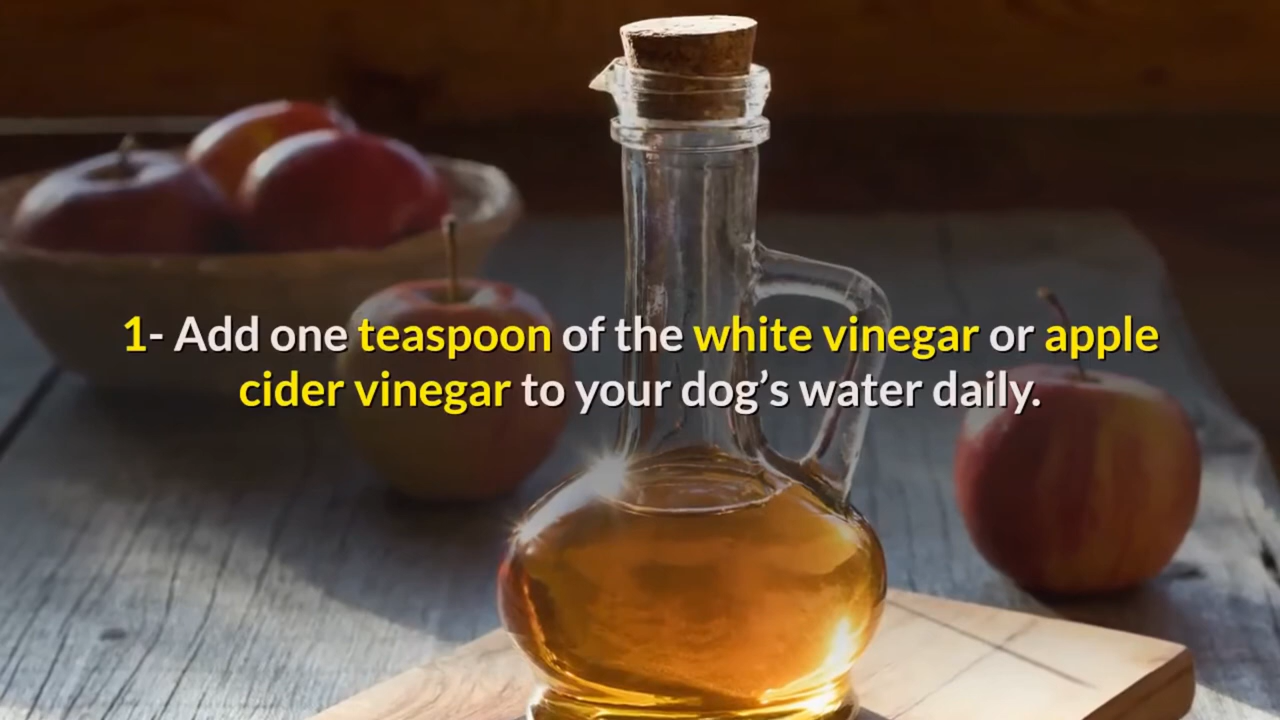 1- Add one teaspoon of the white vinegar or apple
cider vinegar to your dog’s water daily.